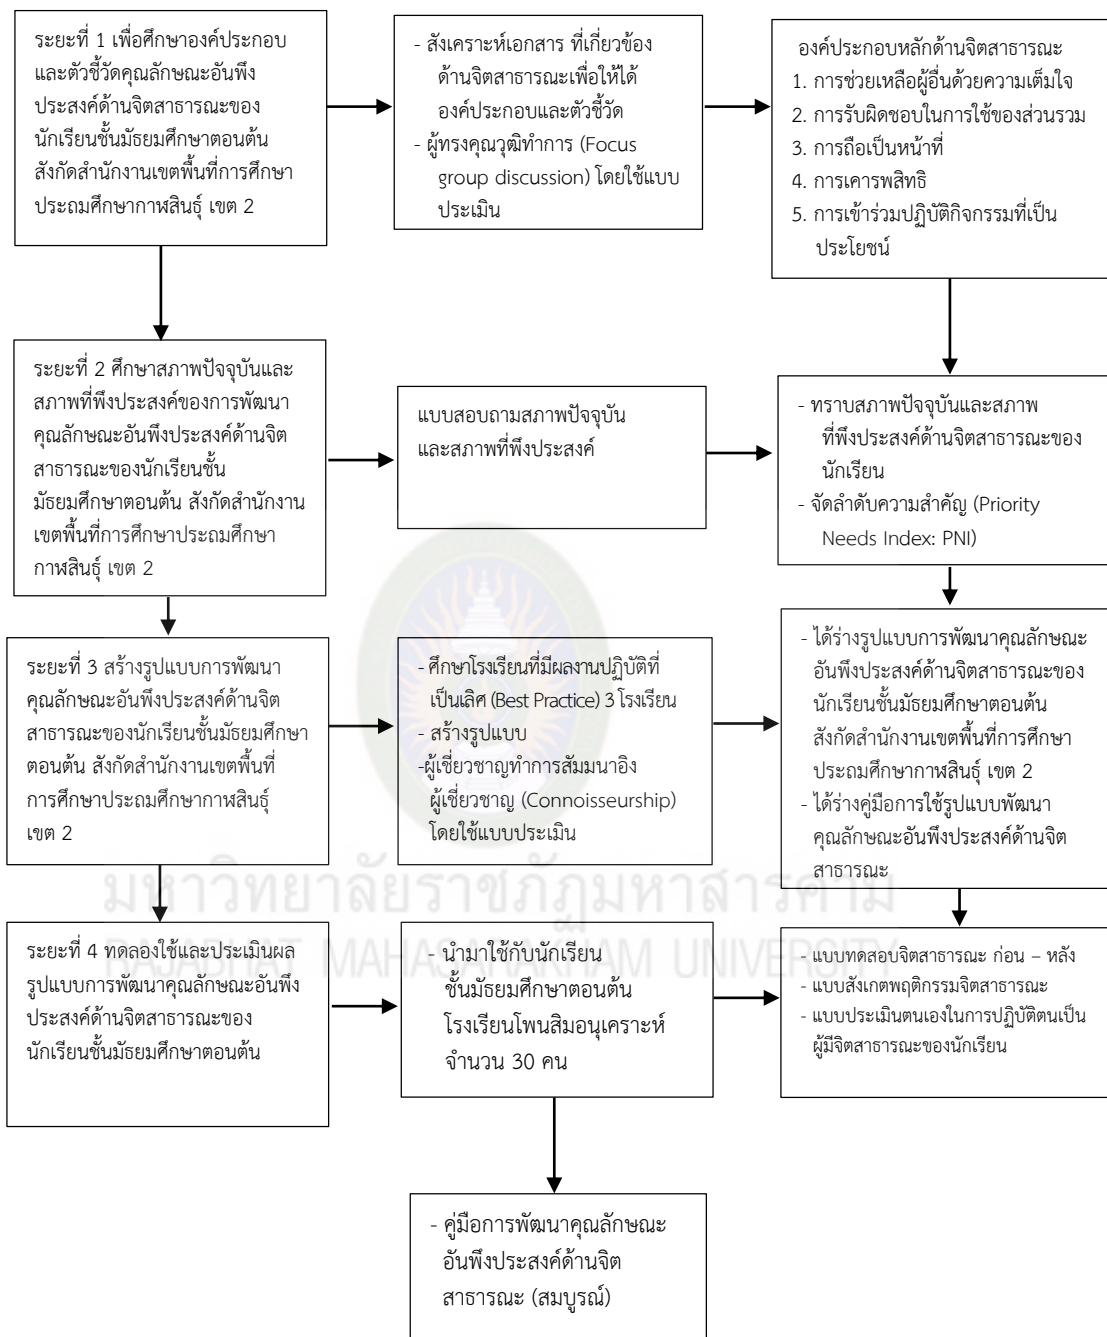 ระยะที่ 1 เพื่อศึกษาองค์ประกอบ
และตัวชี้วัดคุณลักษณะอันพึง
ประสงค์ด้านจิตสาธารณะของ
นักเรียนชั้นมัธยมศึกษาตอนต้น
สังกัดสำนักงานเขตพื้นที่การศึกษา
ประถมศึกษากาฬสินธุ์ เขต 2
- สังเคราะห์เอกสาร ที่เกี่ยวข้อง
ด้านจิตสาธารณะเพื่อให้ได้
องค์ประกอบและตัวชี้วัด
- ผู้ทรงคุณวุฒิทำการ (Focus
group discussion) โดยใช้แบบ
ประเมิน
องค์ประกอบหลักด้านจิตสาธารณะ
1. การช่วยเหลือผู้อื่นด้วยความเต็มใจ
2. การรับผิดชอบในการใช้ของส่วนรวม
3. การถือเป็นหน้าที่
4. การเคารพสิทธิ
5. การเข้าร่วมปฏิบัติกิจกรรมที่เป็น
ประโยชน์
ระยะที่ 2 ศึกษาสภาพปัจจุบันและ
สภาพที่พึงประสงค์ของการพัฒนา
คุณลักษณะอันพึงประสงค์ด้านจิต
สาธารณะของนักเรียนชั้น
มัธยมศึกษาตอนต้น สังกัดสำนักงาน
เขตพื้นที่การศึกษาประถมศึกษา
กาฬสินธุ์ เขต 2
แบบสอบถามสภาพปัจจุบัน
และสภาพที่พึงประสงค์
- ทราบสภาพปัจจุบันและสภาพ
ที่พึงประสงค์ด้านจิตสาธารณะของ
นักเรียน
- จัดลำดับความสำคัญ (Priority
Needs Index: PNI)
ระยะที่ 3 สร้างรูปแบบการพัฒนา
คุณลักษณะอันพึงประสงค์ด้านจิต
สาธารณะของนักเรียนชั้นมัธยมศึกษา
ตอนต้น สังกัดสำนักงานเขตพื้นที่
การศึกษาประถมศึกษากาฬสินธุ์
เขต 2
- ศึกษาโรงเรียนที่มีผลงานปฏิบัติที่
เป็นเลิศ (Best Practice) 3 โรงเรียน
- สร้างรูปแบบ
-ผู้เชี่ยวชาญทำการสัมมนาอิง
ผู้เชี่ยวชาญ (Connoisseurship)
โดยใช้แบบประเมิน
- ได้ร่างรูปแบบการพัฒนาคุณลักษณะ
อันพึงประสงค์ด้านจิตสาธารณะของ
นักเรียนชั้นมัธยมศึกษาตอนต้น
สังกัดสำนักงานเขตพื้นที่การศึกษา
ประถมศึกษากาฬสินธุ์ เขต 2
- ได้ร่างคู่มือการใช้รูปแบบพัฒนา
คุณลักษณะอันพึงประสงค์ด้านจิต
สาธารณะ
มหาวิทยาลัยราชภัฏมหาสารคาม
RAJABHAT MAHASARAKHAM UNIVERSITY
ระยะที่ 4 ทดลองใช้และประเมินผล
รูปแบบการพัฒนาคุณลักษณะอันพึง
ประสงค์ด้านจิตสาธารณะของ
นักเรียนชั้นมัธยมศึกษาตอนต้น
- นำมาใช้กับนักเรียน
ชั้นมัธยมศึกษาตอนต้น
โรงเรียนโพนสิมอนุเคราะห์
จำนวน 30 คน
- แบบทดสอบจิตสาธารณะ ก่อน – หลัง
- แบบสังเกตพฤติกรรมจิตสาธารณะ
- แบบประเมินตนเองในการปฏิบัติตนเป็น
ผู้มีจิตสาธารณะของนักเรียน
- คู่มือการพัฒนาคุณลักษณะ
อันพึงประสงค์ด้านจิต
สาธารณะ (สมบูรณ์)